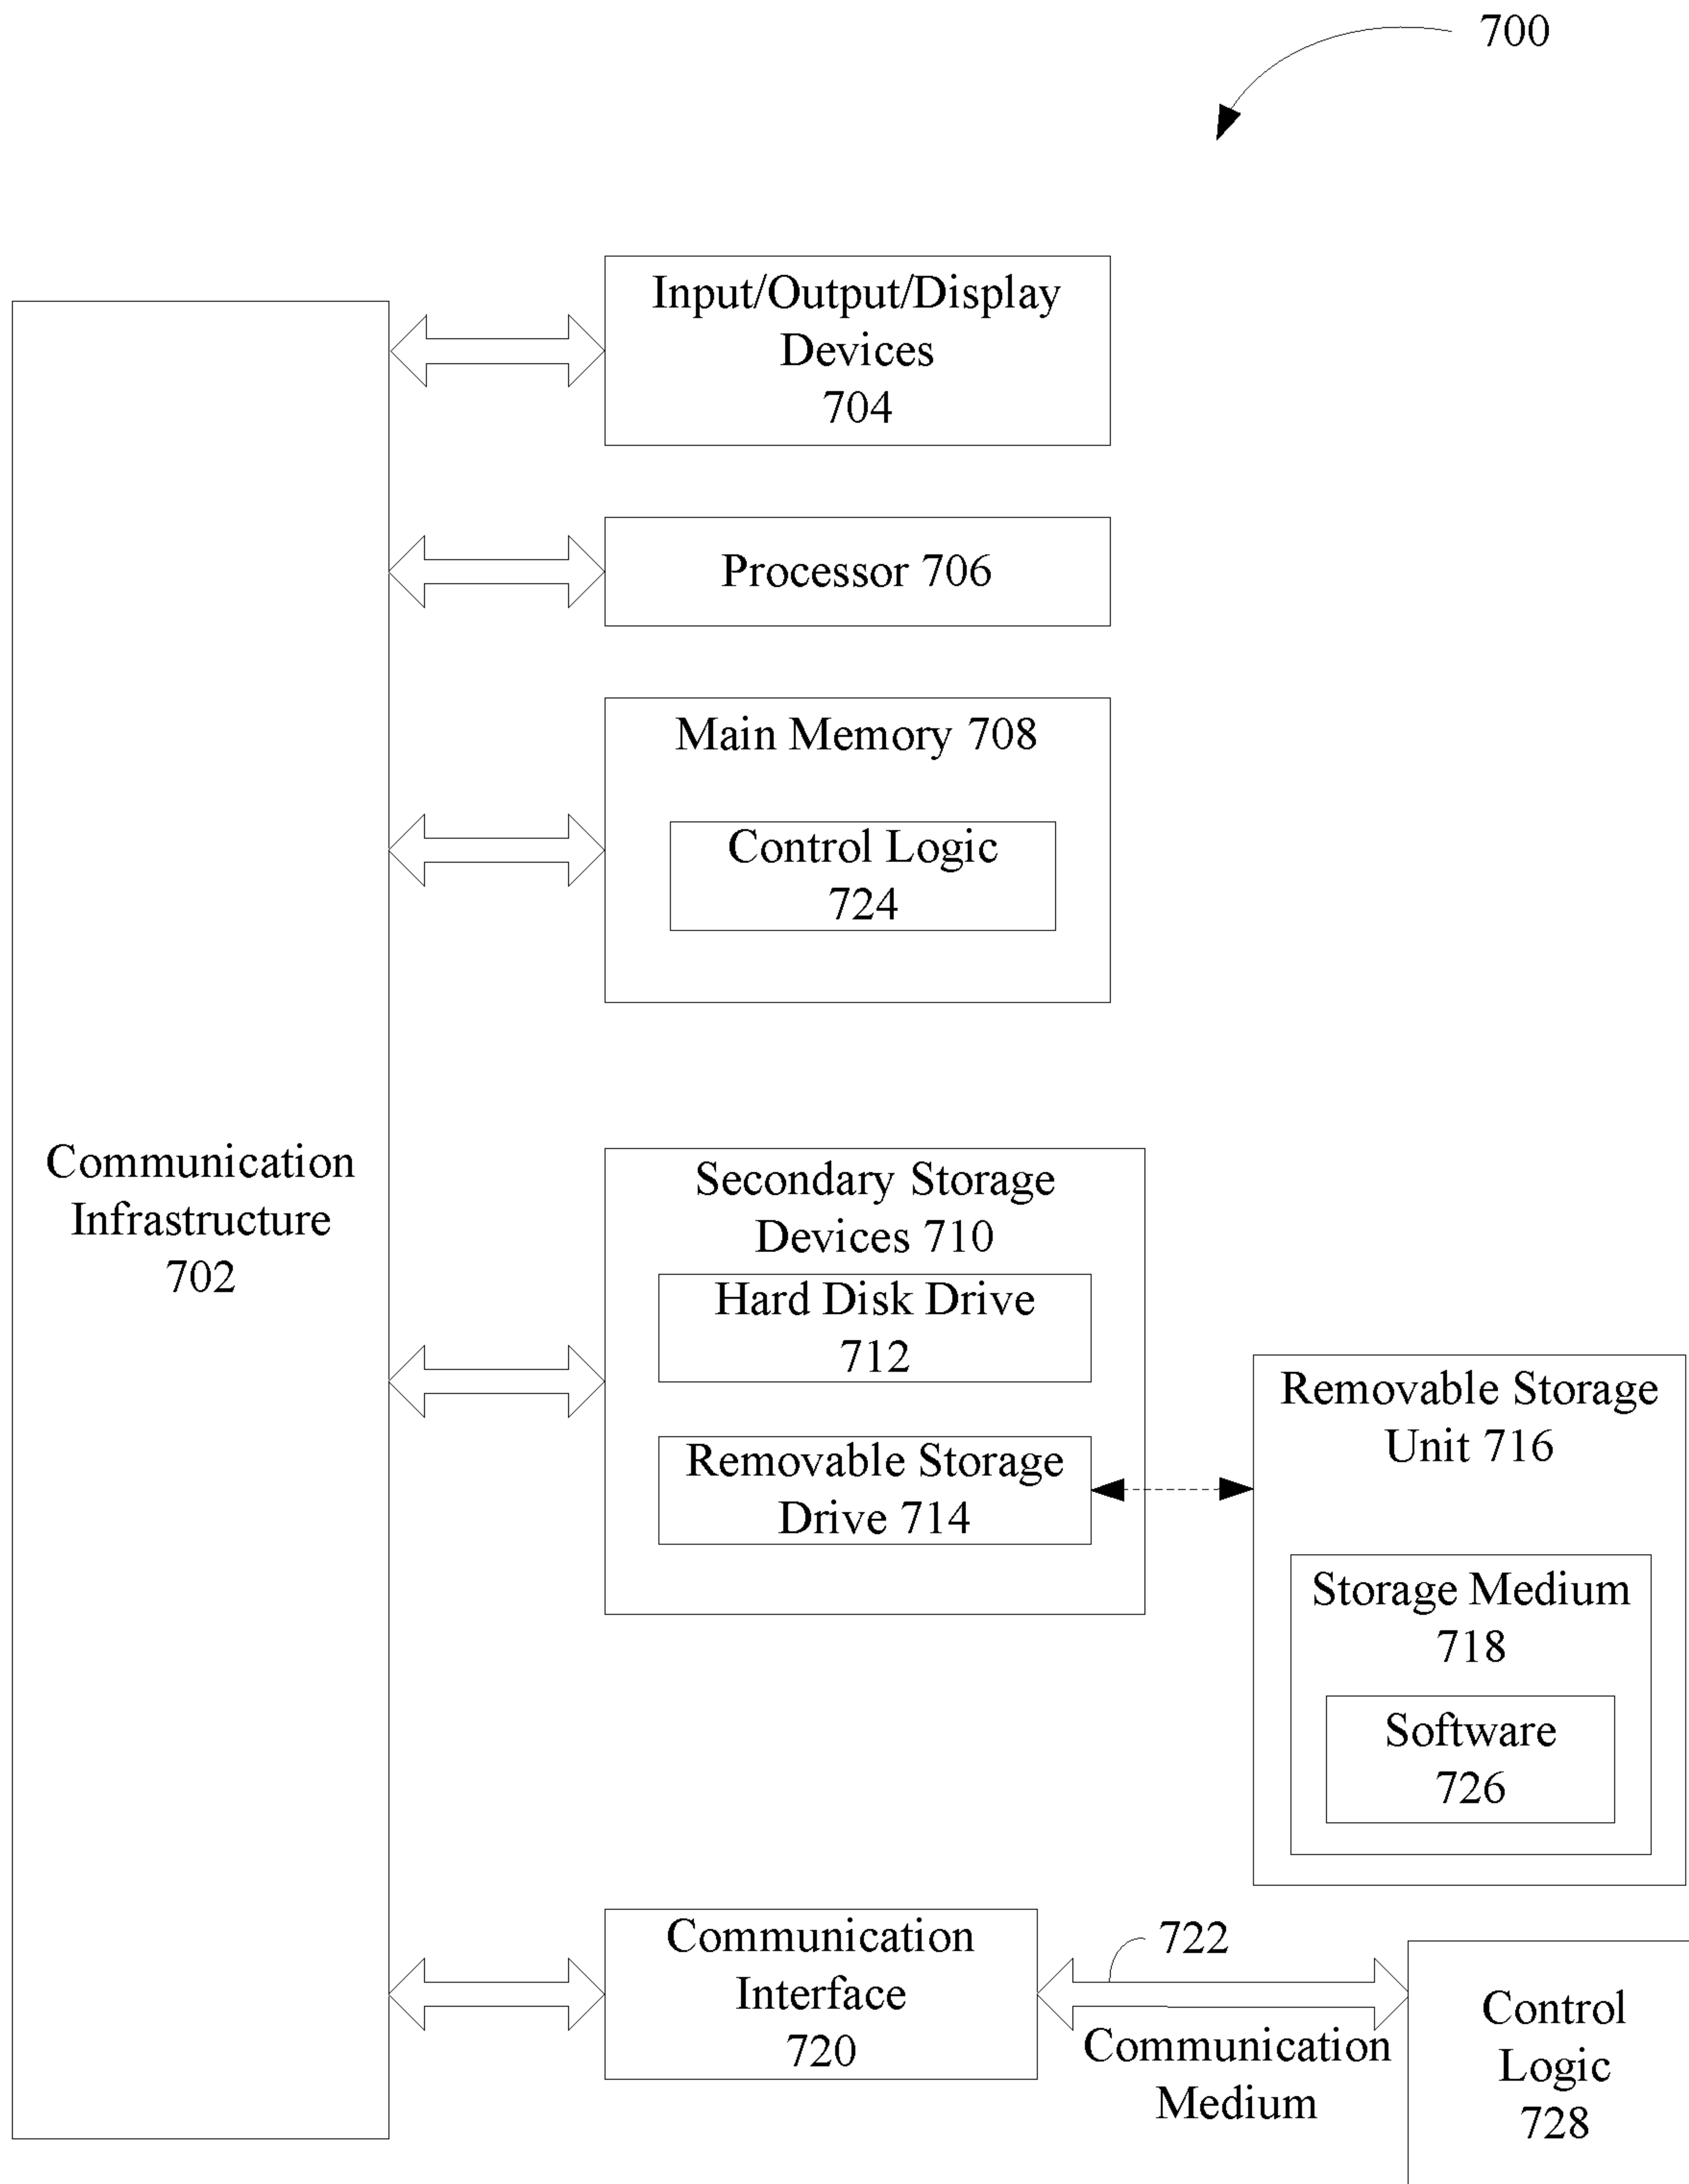 700
Input/Output/Display
Devices
704
Processor 706
Main Memory 708
Control Logic
724
Communication
Infrastructure
702
Secondary Storage
Devices 710
Hard Disk Drive
712
Removable Storage
Drive 714
Removable Storage
Unit 716
Storage Medium
718
Software
726
Communication
Interface
720
722
Communication
Medium
Control
Logic
728